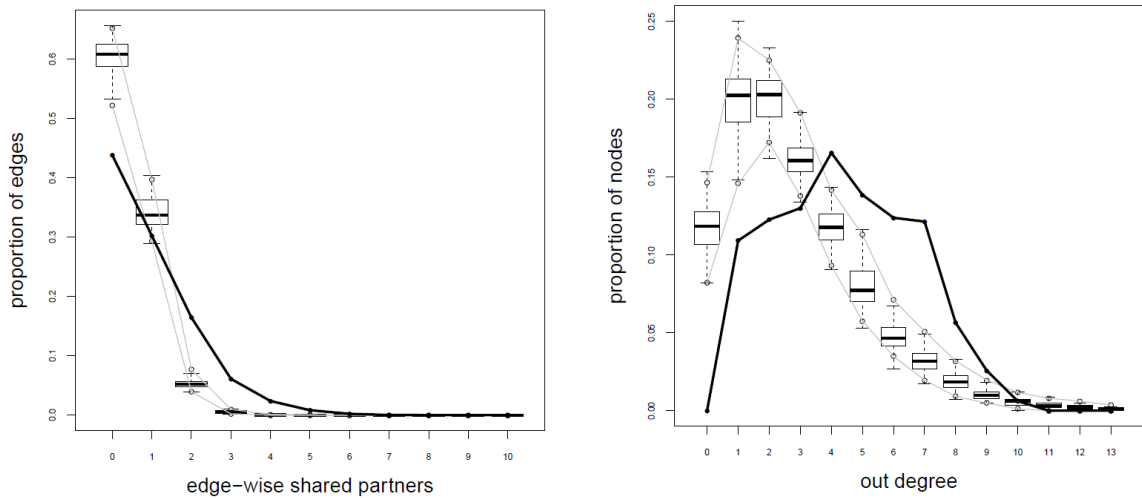 proportion of edges
0.0 0.1 0.2 0.3 0.4 0.5 0.6
0 1 2 3 4 5 6 7 8 9 10
edge-wise shared partners
proportion of nodes
0.00 0.05 0.10 0.15 0.20 0.25
0 1 2 3 4 5 6 7 8 9 10 11 12 13
out degree